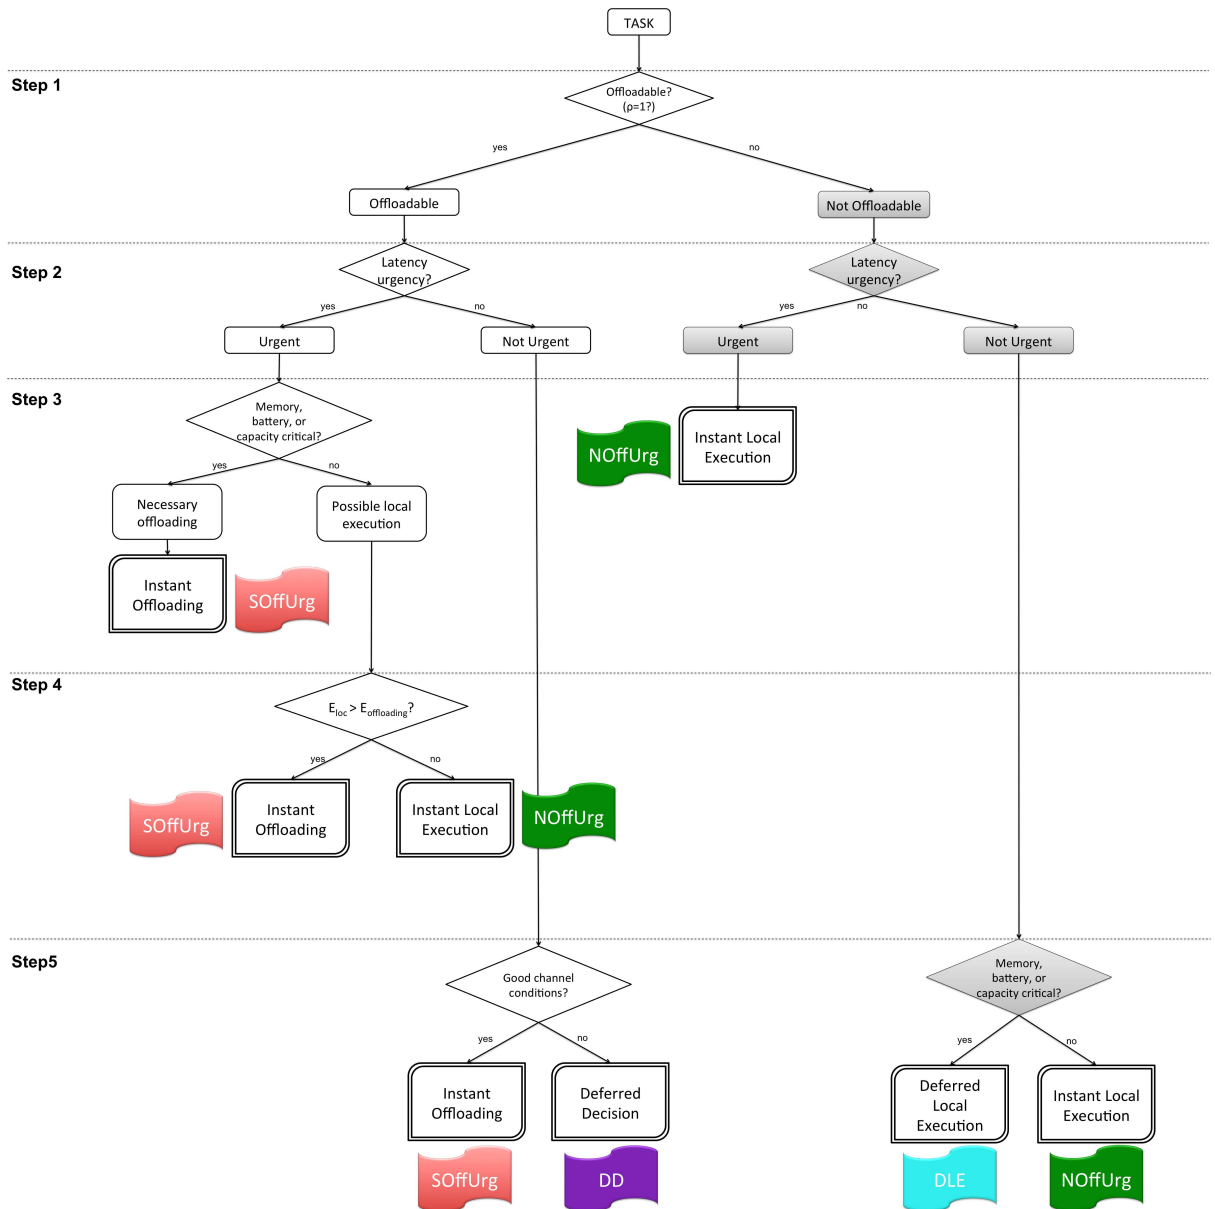 TASK
Step 1
Offloadable?
(ρ=1?)
yes
no
Offloadable
Not Offloadable
Step 2
Latency
urgency?
Latency
urgency?
yes
no
yes
no
Urgent
Not Urgent
Urgent
Not Urgent
Step 3
Memory,
battery, or
capacity critical?
NOffUrg
Instant Local
Execution
yes
no
Necessary
offloading
Possible local
execution
Instant
Offloading
SOffUrg
Step 4
Eloc > Eoffloading?
yes
no
SOffUrg
Instant
Offloading
Instant Local
Execution
NOffUrg
Step5
Good channel
conditions?
Memory,
battery, or
capacity critical?
yes
no
yes
no
Instant
Offloading
Deferred
Decision
Deferred
Local
Execution
Instant Local
Execution
SOffUrg
DD
DLE
NOffUrg